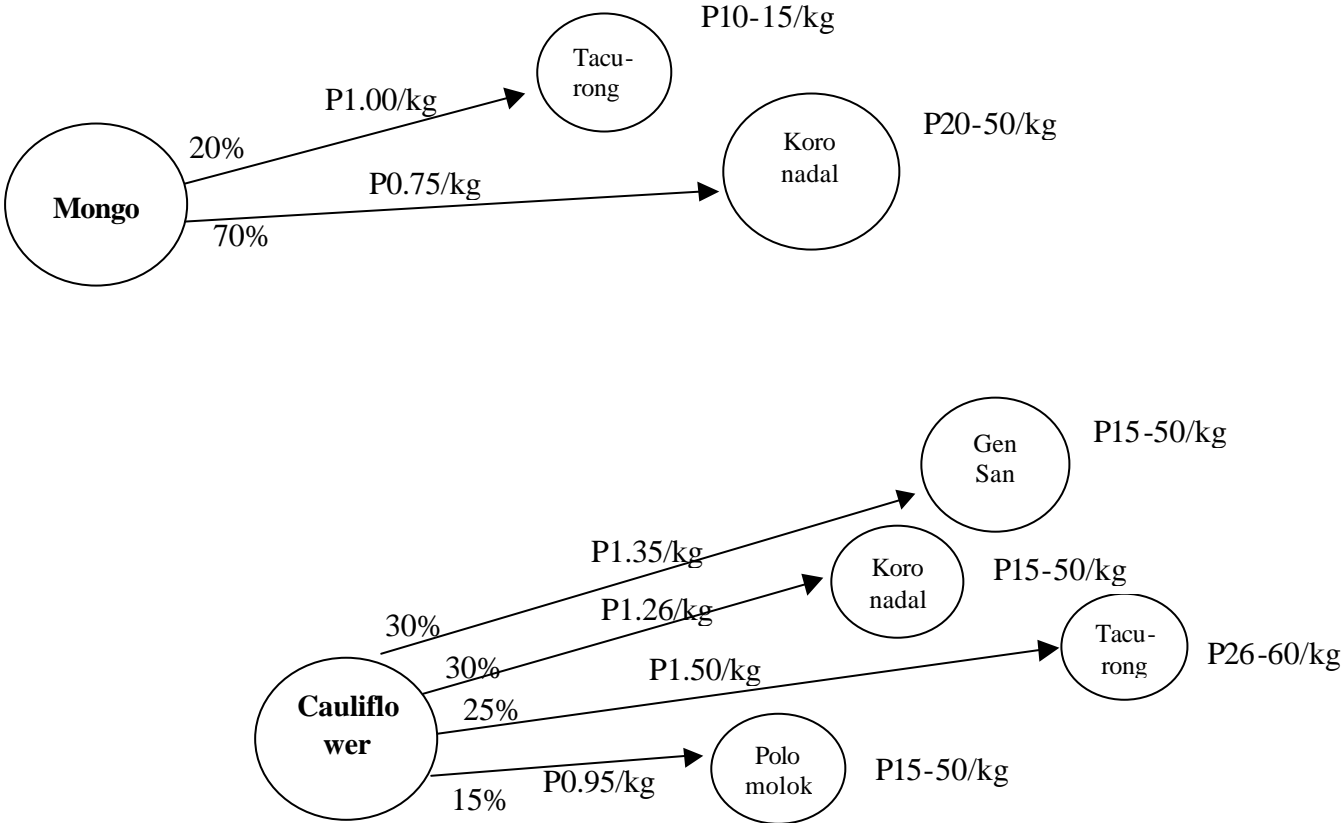 P10-15/kg
Tacu-
rong
P1.00/kg
P20-50/kg
Koro
nadal
20%
P0.75/kg
Mongo
70%
P15-50/kg
Gen
San
P1.35/kg
Koro
nadal
P15-50/kg
P1.26/kg
30%
Tacu-
rong
P26-60/kg
30%
P1.50/kg
Cauliflo
wer
25%
Polo
molok
P15-50/kg
P0.95/kg
15%